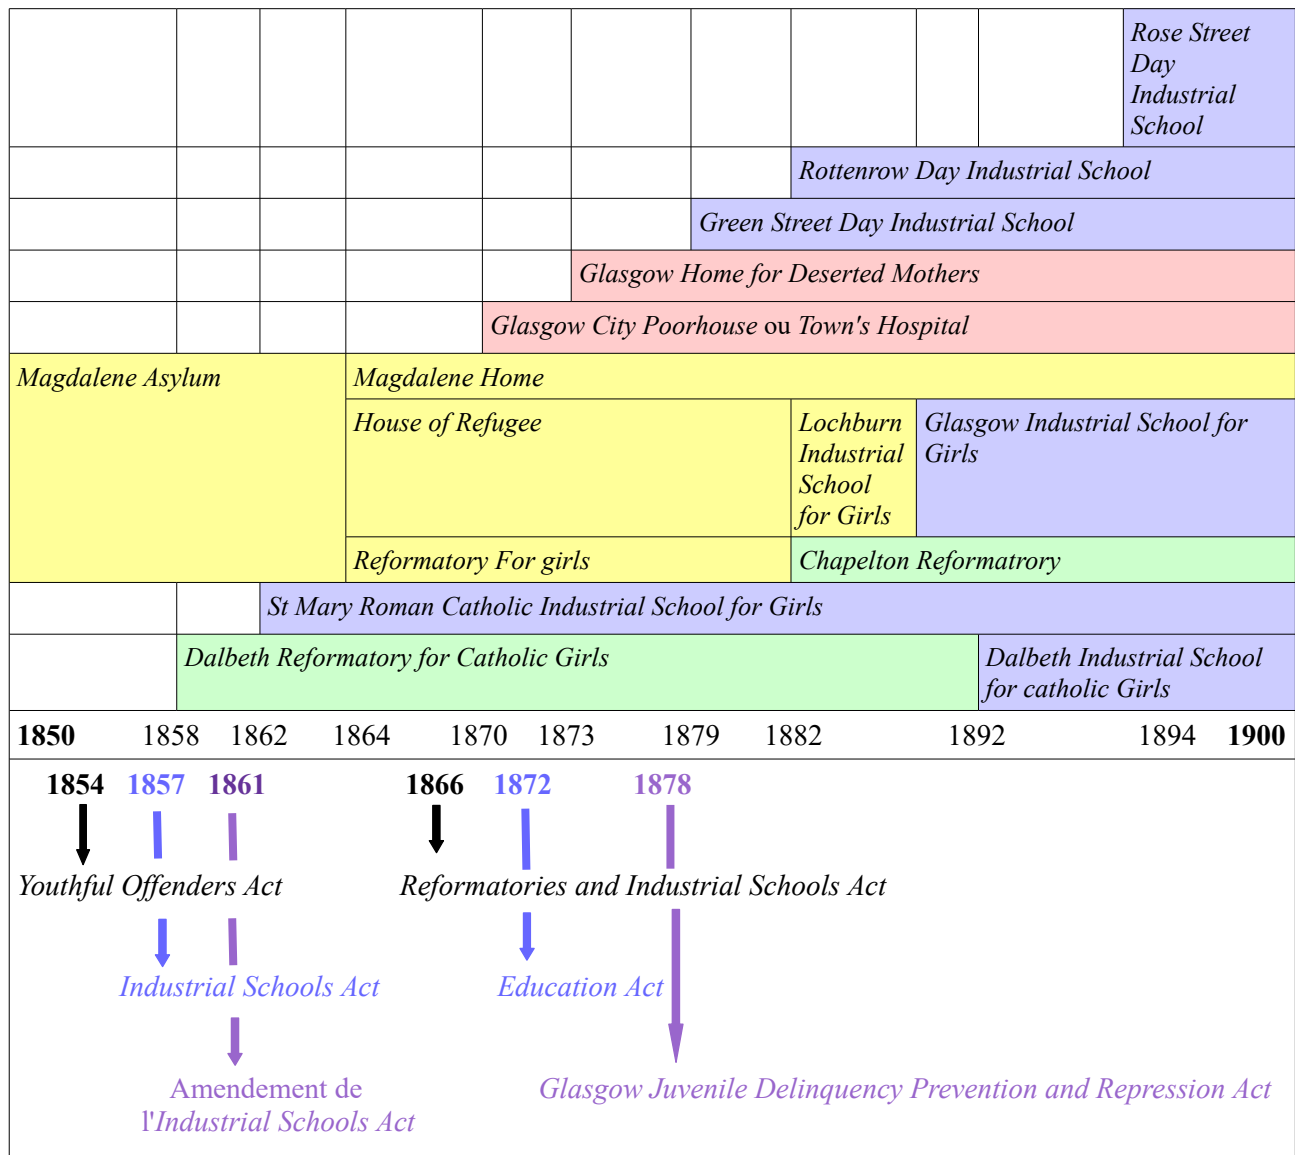 Rose Street
Day
Industrial
School
Rottenrow Day Industrial School
Green Street Day Industrial School
Glasgow Home for Deserted Mothers
Glasgow City Poorhouse ou Town's Hospital
Magdalene Asylum
Magdalene Home
House of Refugee
Lochburn
Industrial
School
for Girls
Glasgow Industrial School for
Girls
Reformatory For girls
Chapelton Reformatrory
St Mary Roman Catholic Industrial School for Girls
Dalbeth Reformatory for Catholic Girls
Dalbeth Industrial School
for catholic Girls
1850 1858 1862 1864 1870 1873 1879 1882 1892 1894 1900
1854 1857 1861 1866 1872 1878
Youthful Offenders Act
Reformatories and Industrial Schools Act
Industrial Schools Act
Education Act
Amendement de
l'Industrial Schools Act
Glasgow Juvenile Delinquency Prevention and Repression Act